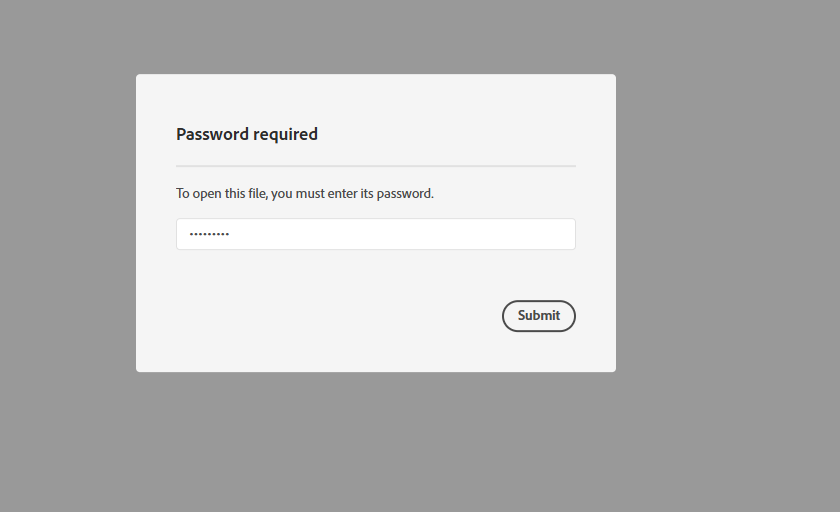 Password required
To open this file, you must enter its password.
•••••••••
Submit